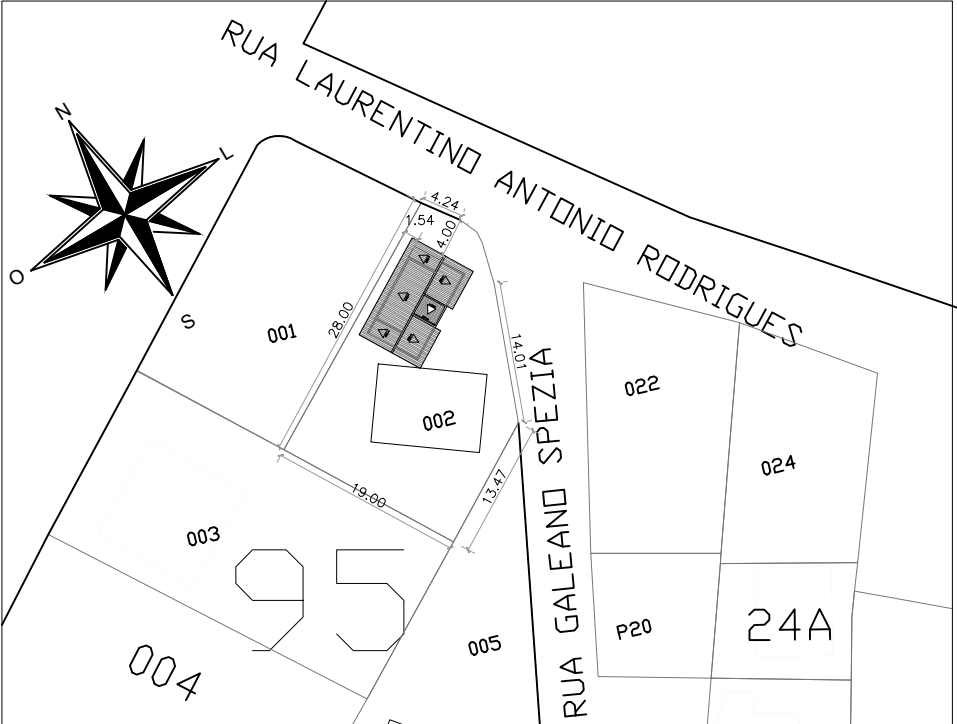 RUA LAURENTINO ANTONIO RODRIGUES
N
L
O
S
4.24
1.54
4.00
28.00
14.01
001
002
022
024
RUA GALEANO SPEZIA
13.47
19.00
003
95
004
005
P20
24A